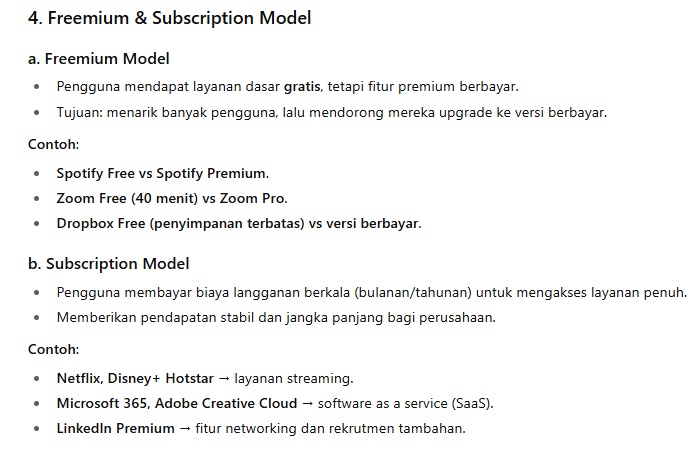 4. Freemium & Subscription Model
a. Freemium Model
• Pengguna mendapat layanan dasar gratis, tetapi fitur premium berbayar.
• Tujuan: menarik banyak pengguna, lalu mendorong mereka upgrade ke versi berbayar.
Contoh:
• Spotify Free vs Spotify Premium.
• Zoom Free (40 menit) vs Zoom Pro.
• Dropbox Free (penyimpanan terbatas) vs versi berbayar.
b. Subscription Model
• Pengguna membayar biaya langganan berkala (bulanan/tahunan) untuk mengakses layanan penuh.
• Memberikan pendapatan stabil dan jangka panjang bagi perusahaan.
Contoh:
• Netflix, Disney+ Hotstar → layanan streaming.
• Microsoft 365, Adobe Creative Cloud → software as a service (SaaS).
• LinkedIn Premium → fitur networking dan rekrutmen tambahan.